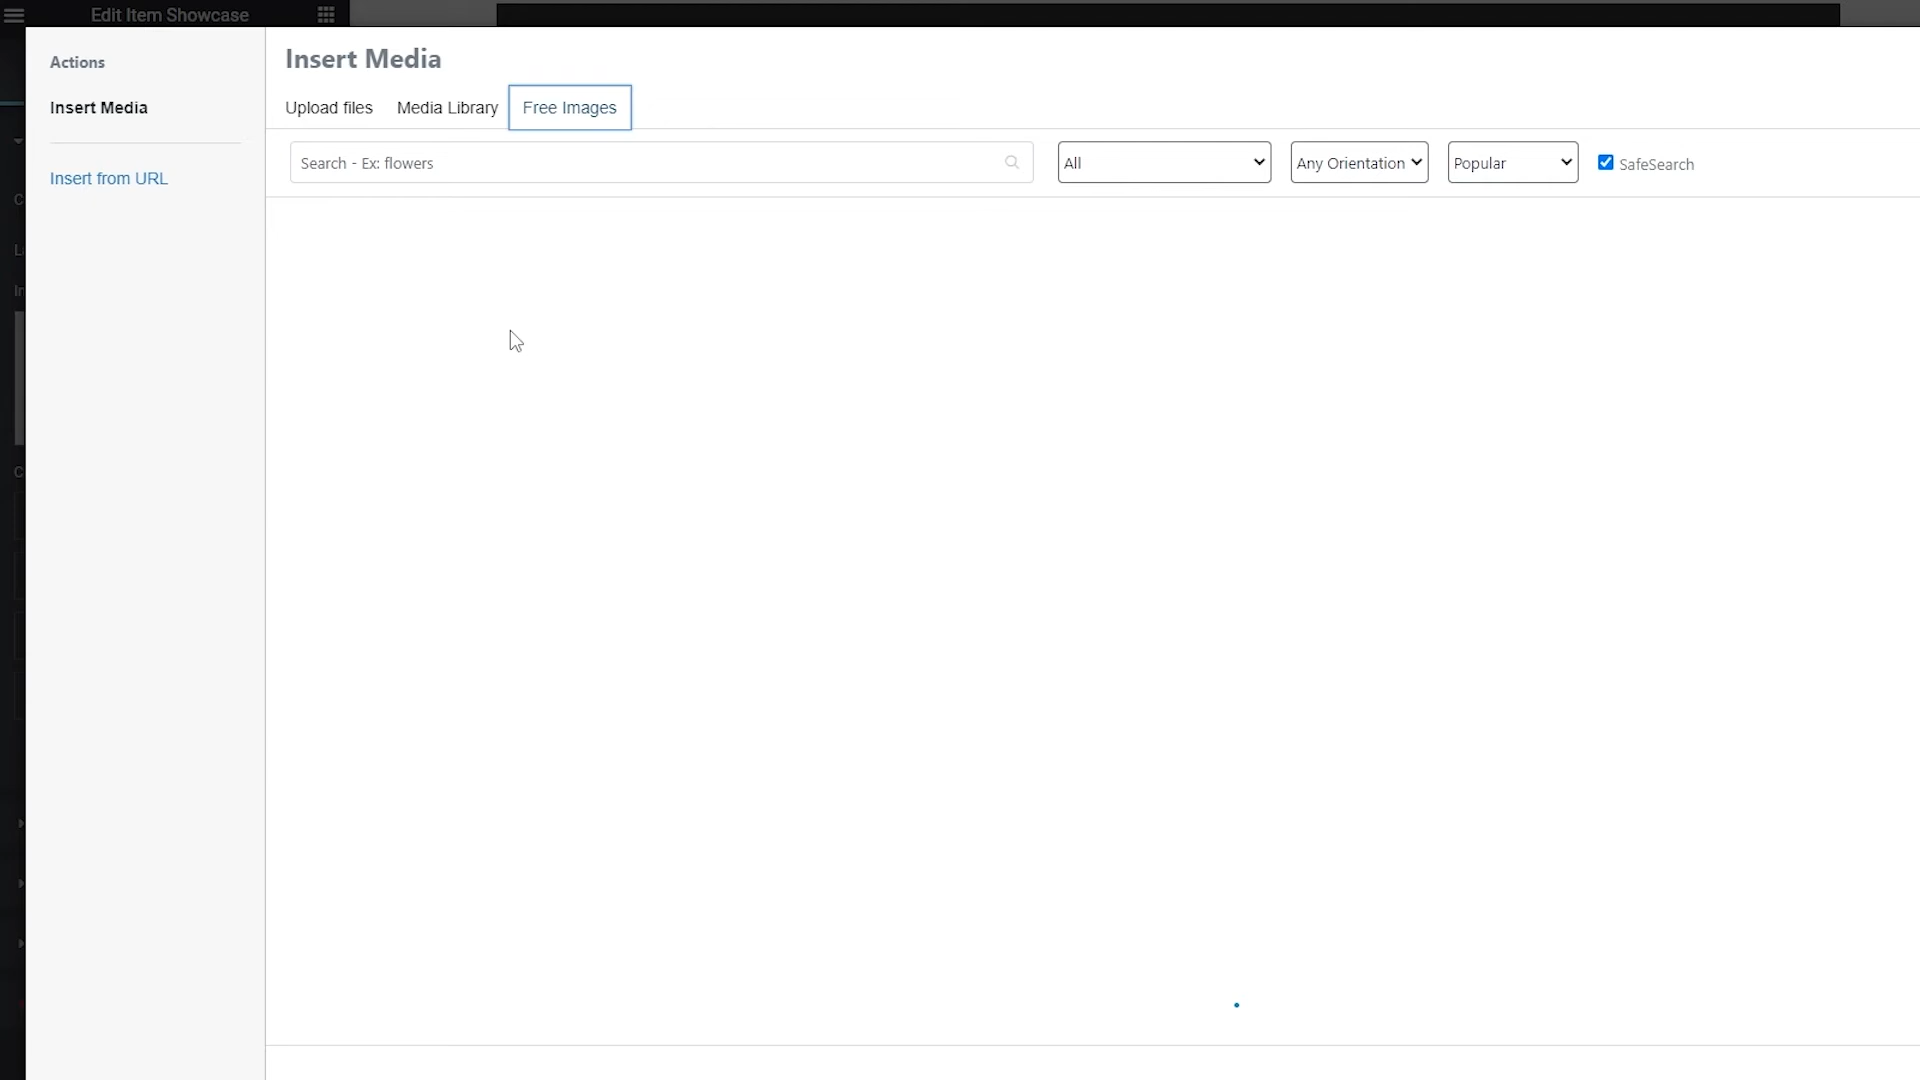 Edit Item Showcase
Actions
Insert Media
Insert from URL
Insert Media
Upload files
Media Library
Free Images
Search - Ex: flowers
All
Any Orientation
Popular
SafeSearch